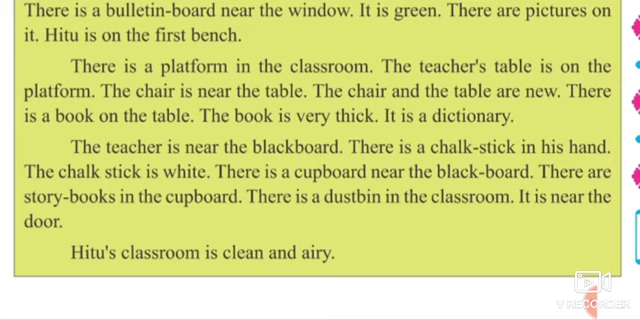 There is a bulletin-board near the window. It is green. There are pictures on
it. Hitu is on the first bench.
There is a platform in the classroom. The teacher's table is on the
platform. The chair is near the table. The chair and the table are new. There
is a book on the table. The book is very thick. It is a dictionary.
The teacher is near the blackboard. There is a chalk-stick in his hand.
The chalk stick is white. There is a cupboard near the black-board. There are
story-books in the cupboard. There is a dustbin in the classroom. It is near the
door.
Hitu's classroom is clean and airy.
V RECORDER